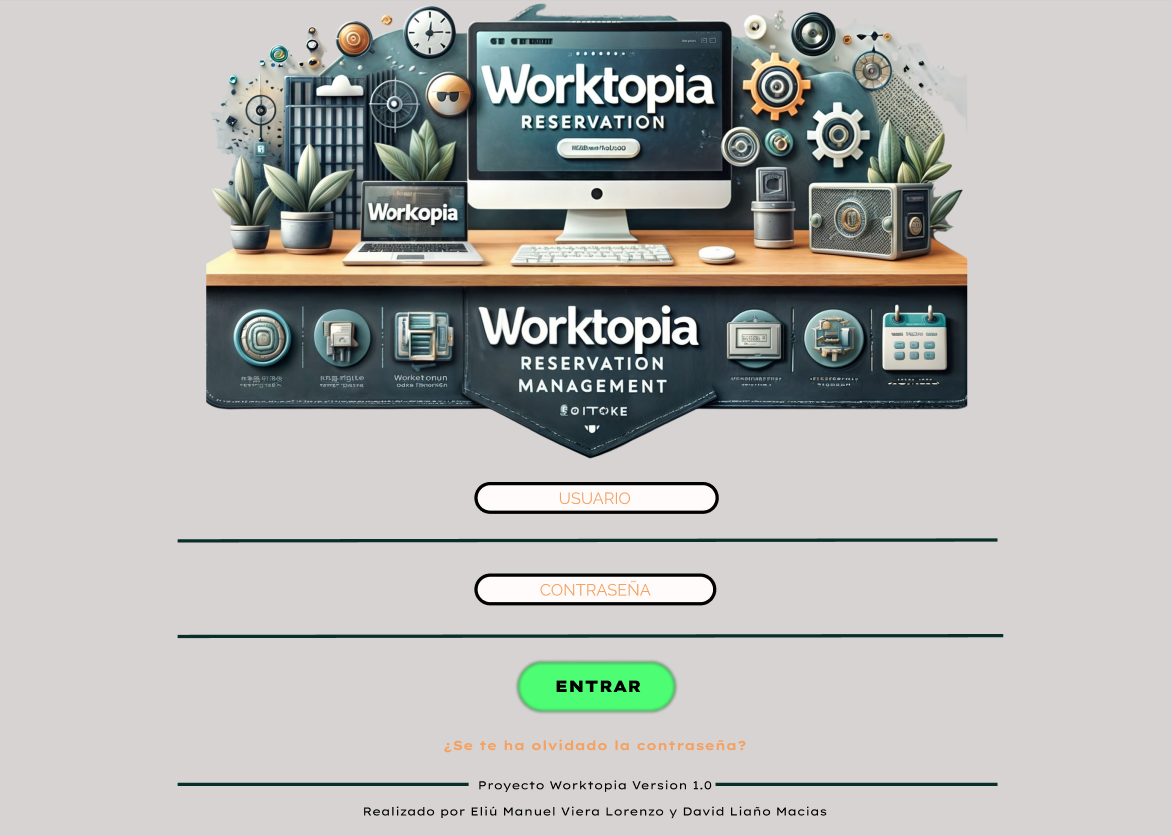 Worktopia
RESERVATION
Workopia
Worktopia
RESERVATION
MANAGEMENT
USUARIO
CONTRASEÑA
ENTRAR
¿Se te ha olvidado la contraseña?
Proyecto Worktopia Version 1.0
Realizado por Eliú Manuel Viera Lorenzo y David Liaño Macias